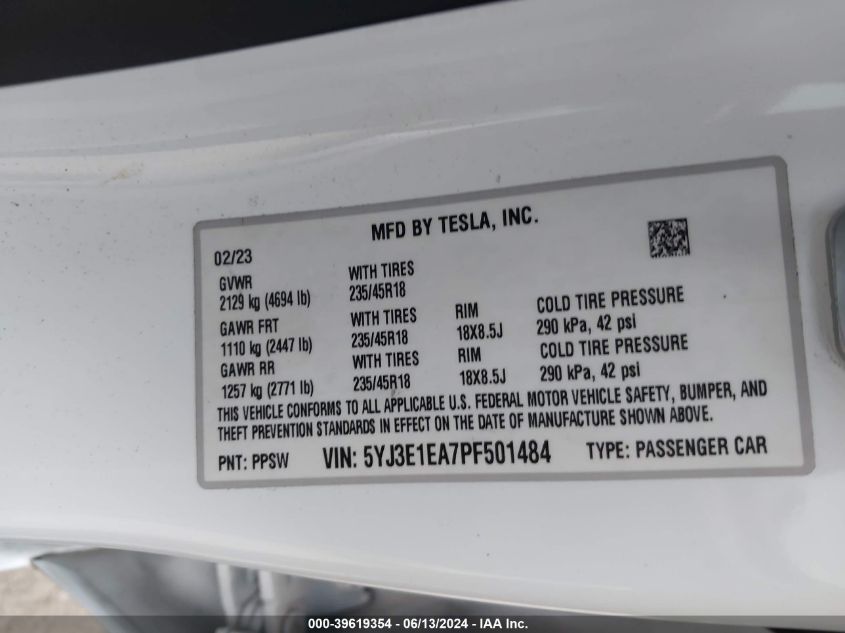 MFD BY TESLA, INC.
02/23
GVWR
2129 kg (4694 lb)
WITH TIRES
235/45R18
GAWR FRT
1110 kg (2447 lb)
WITH TIRES
235/45R18
RIM
18X8.5J
COLD TIRE PRESSURE
290 kPa, 42 psi
GAWR RR
1257 kg (2771 lb)
WITH TIRES
235/45R18
RIM
18X8.5J
COLD TIRE PRESSURE
290 kPa, 42 psi
THIS VEHICLE CONFORMS TO ALL APPLICABLE U.S. FEDERAL MOTOR VEHICLE SAFETY, BUMPER, AND
THEFT PREVENTION STANDARDS IN EFFECT ON THE DATE OF MANUFACTURE SHOWN ABOVE.
PNT: PPSW VIN: 5YJ3E1EA7PF501484 TYPE: PASSENGER CAR
000-39619354 - 06/13/2024 - IAA Inc.